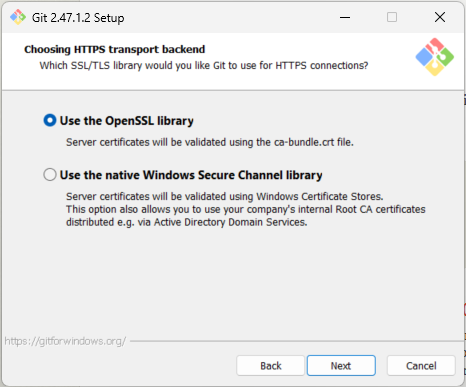 Git 2.47.1.2 Setup
Choosing HTTPS transport backend
Which SSL/TLS library would you like Git to use for HTTPS connections?
Use the OpenSSL library
Server certificates will be validated using the ca-bundle.crt file.
Use the native Windows Secure Channel library
Server certificates will be validated using Windows Certificate Stores.
This option also allows you to use your company's internal Root CA certificates
distributed e.g. via Active Directory Domain Services.
https://gitforwindows.org/
Back
Next
Cancel